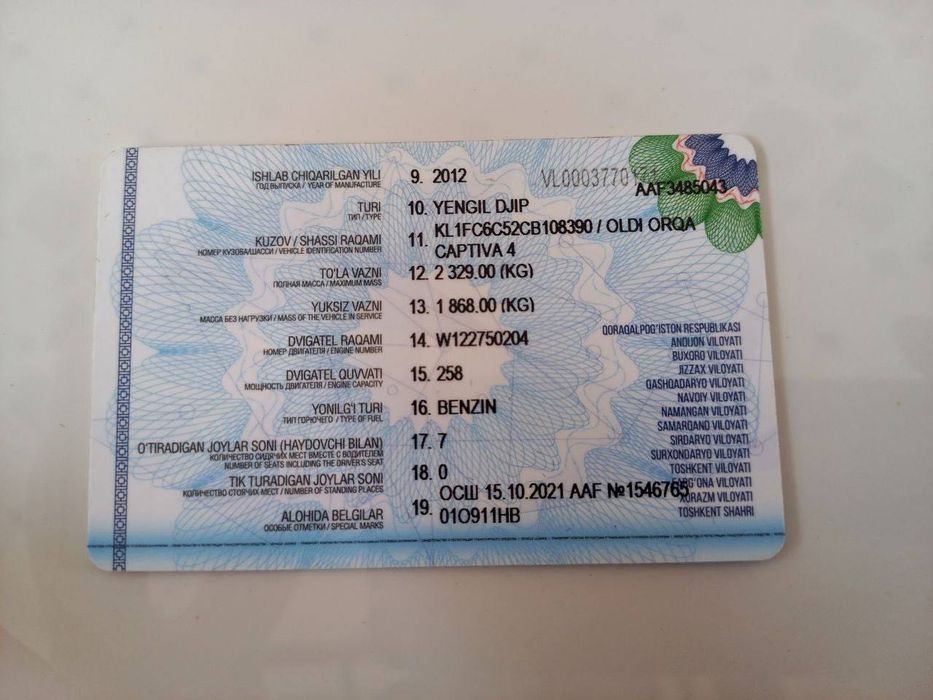 ISHLAB CHIQARILGAN YILI 9. 2012 VL0003770
ГОД ВЫПУСКА / YEAR OF MANUFACTURE AAF3485043
TURI 10. YENGIL DJIP
ТИП / TYPE
KUZOV / SHASSI RAQAMI 11. KL1FC6C52CB108390 / OLDI ORQA
НОМЕР КУЗОВА/ШАССИ / VEHICLE IDENTIFICATION NUMBER CAPTIVA 4
TO'LA VAZNI 12. 2 329.00 (KG)
ПОЛНАЯ МАССА / MAXIMUM MASS
YUKSIZ VAZNI 13. 1 868.00 (KG)
МАССА БЕЗ НАГРУЗКИ / MASS OF THE VEHICLE IN SERVICE
DVIGATEL RAQAMI 14. W122750204
НОМЕР ДВИГАТЕЛЯ / ENGINE NUMBER
DVIGATEL QUVVATI 15. 258
МОЩНОСТЬ ДВИГАТЕЛЯ / ENGINE CAPACITY
YONILG'I TURI 16. BENZIN
ТИП ГОРЮЧЕГО / TYPE OF FUEL
O'TIRADIGAN JOYLAR SONI (HAYDOVCHI BILAN) 17. 7
КОЛИЧЕСТВО СИДЯЧИХ МЕСТ ВМЕСТЕ С ВОДИТЕЛЕМ
NUMBER OF SEATS INCLUDING THE DRIVER'S SEAT
TIK TURADIGAN JOYLAR SONI 18. 0
КОЛИЧЕСТВО СТОЯЧИХ МЕСТ / NUMBER OF STANDING PLACES
ALOHIDA BELGILAR 19. ОСШ 15.10.2021 AAF №1546765
ОСОБЫЕ ОТМЕТКИ / SPECIAL MARKS 01O911HB
QORAQALPOG'ISTON RESPUBLIKASI
ANDIJON VILOYATI
BUXORO VILOYATI
JIZZAX VILOYATI
QASHQADARYO VILOYATI
NAVOIY VILOYATI
NAMANGAN VILOYATI
SAMARQAND VILOYATI
SIRDARYO VILOYATI
SURXONDARYO VILOYATI
TOSHKENT VILOYATI
FARG'ONA VILOYATI
XORAZM VILOYATI
TOSHKENT SHAHRI